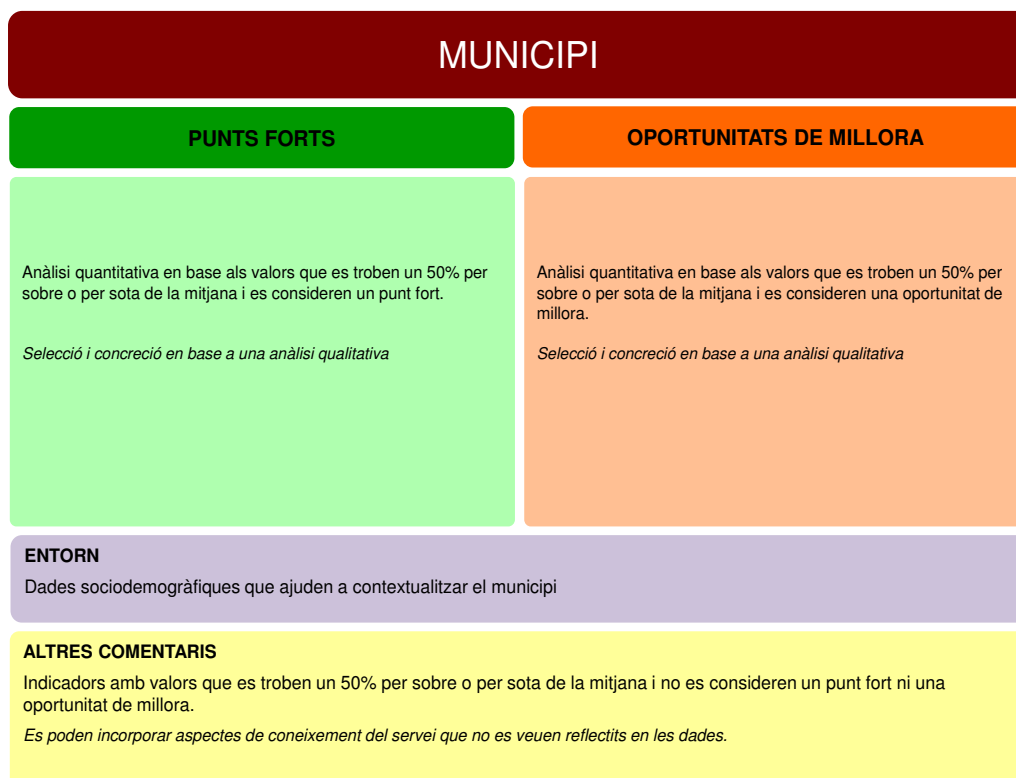 MUNICIPI
PUNTS FORTS
OPORTUNITATS DE MILLORA
Anàlisi quantitativa en base als valors que es troben un 50% per
sobre o per sota de la mitjana i es consideren un punt fort.
Selecció i concreció en base a una anàlisi qualitativa
Anàlisi quantitativa en base als valors que es troben un 50% per
sobre o per sota de la mitjana i es consideren una oportunitat de
millora.
Selecció i concreció en base a una anàlisi qualitativa
ENTORN
Dades sociodemogràfiques que ajuden a contextualitzar el municipi
ALTRES COMENTARIS
Indicadors amb valors que es troben un 50% per sobre o per sota de la mitjana i no es consideren un punt fort ni una
oportunitat de millora.
Es poden incorporar aspectes de coneixement del servei que no es veuen reflectits en les dades.